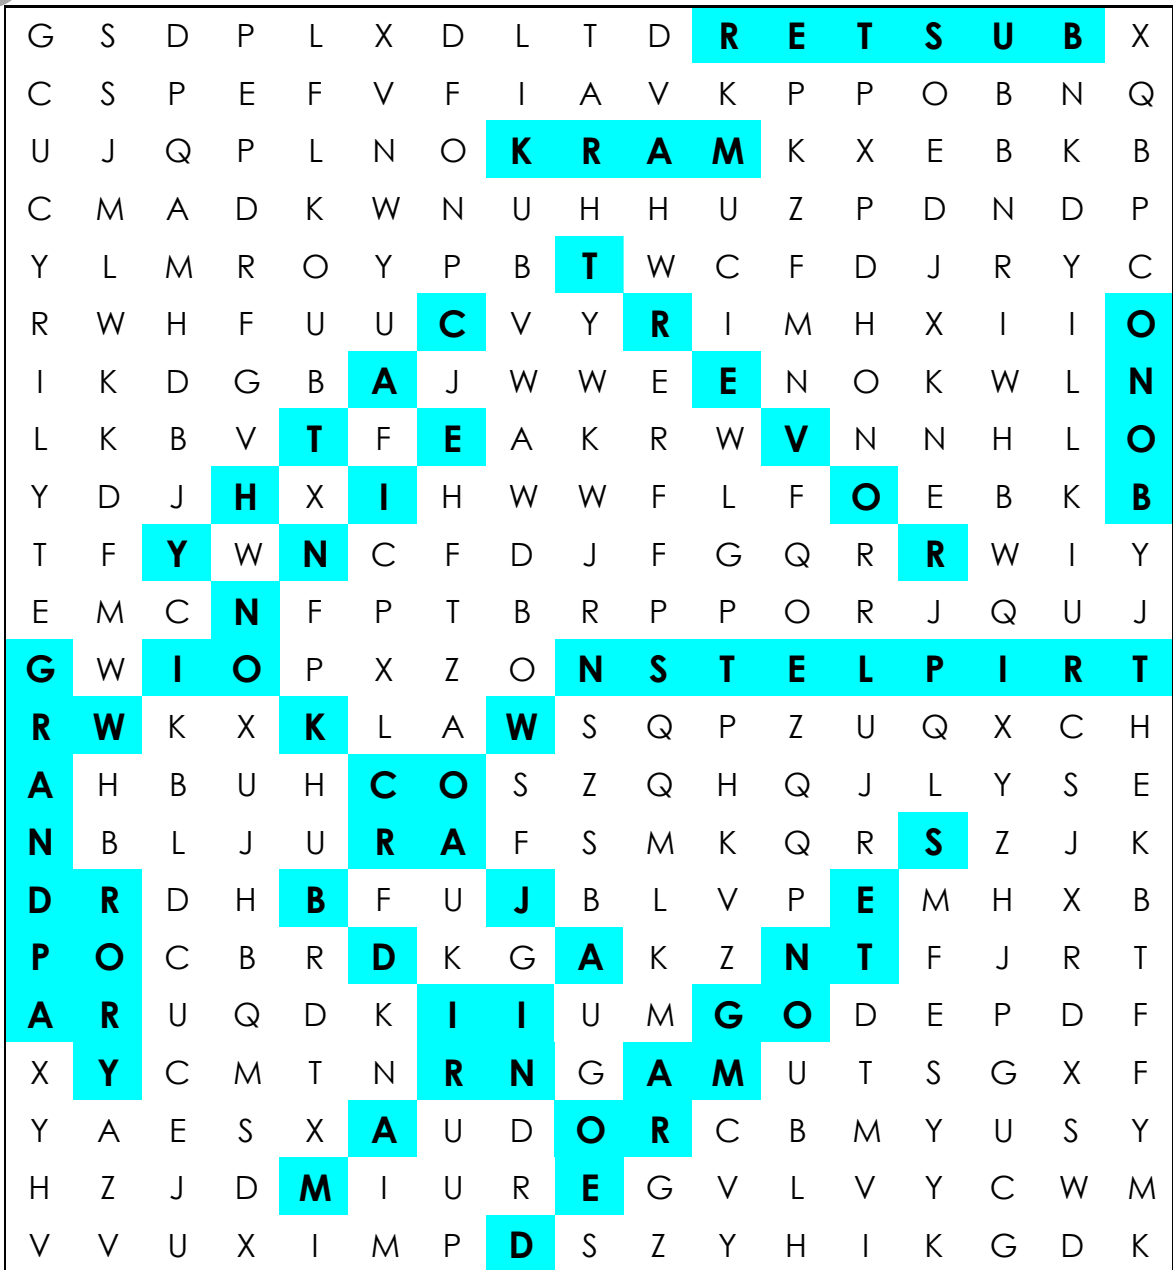 G S D P L X D L T D R E T S U B X
C S P E F V F I A V K P P O B N Q
U J Q P L N O K R A M K X E B K B
C M A D K W N U H H U Z P D N D P
Y L M R O Y P B T W C F D J R Y C
R W H F U U C V Y R I M H X I I O
I K D G B A J W W E E N O K W L N
L K B V T F E A K R W V N N H L O
Y D J H X I H W W F L F O E B K B
T F Y W N C F D J F G Q R R W I Y
E M C N F P T B R P P O R J Q U J
G W I O P X Z O N S T E L P I R T
R W K X K L A W S Q P Z U Q X C H
A H B U H C O S Z Q H Q J L Y S E
N B L J U R A F S M K Q R S Z J K
D R D H B F U J B L V P E M H X B
P O C B R D K G A K Z N T F J R T
A R U Q D K I I U M G O D E P D F
X Y C M T N R N G A M U T S G X F
Y A E S X A U D O R C B M Y U S Y
H Z J D M I U R E G V L V Y C W M
V V U X I M P D S Z Y H I K G D K